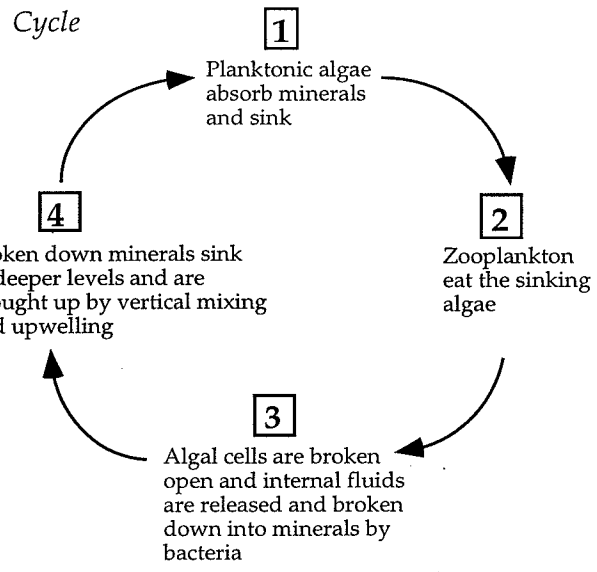 Cycle
1
Planktonic algae
absorb minerals
and sink
2
Zooplankton
eat the sinking
algae
3
Algal cells are broken
open and internal fluids
are released and broken
down into minerals by
bacteria
4
oken down minerals sink
deeper levels and are
ought up by vertical mixing
d upwelling